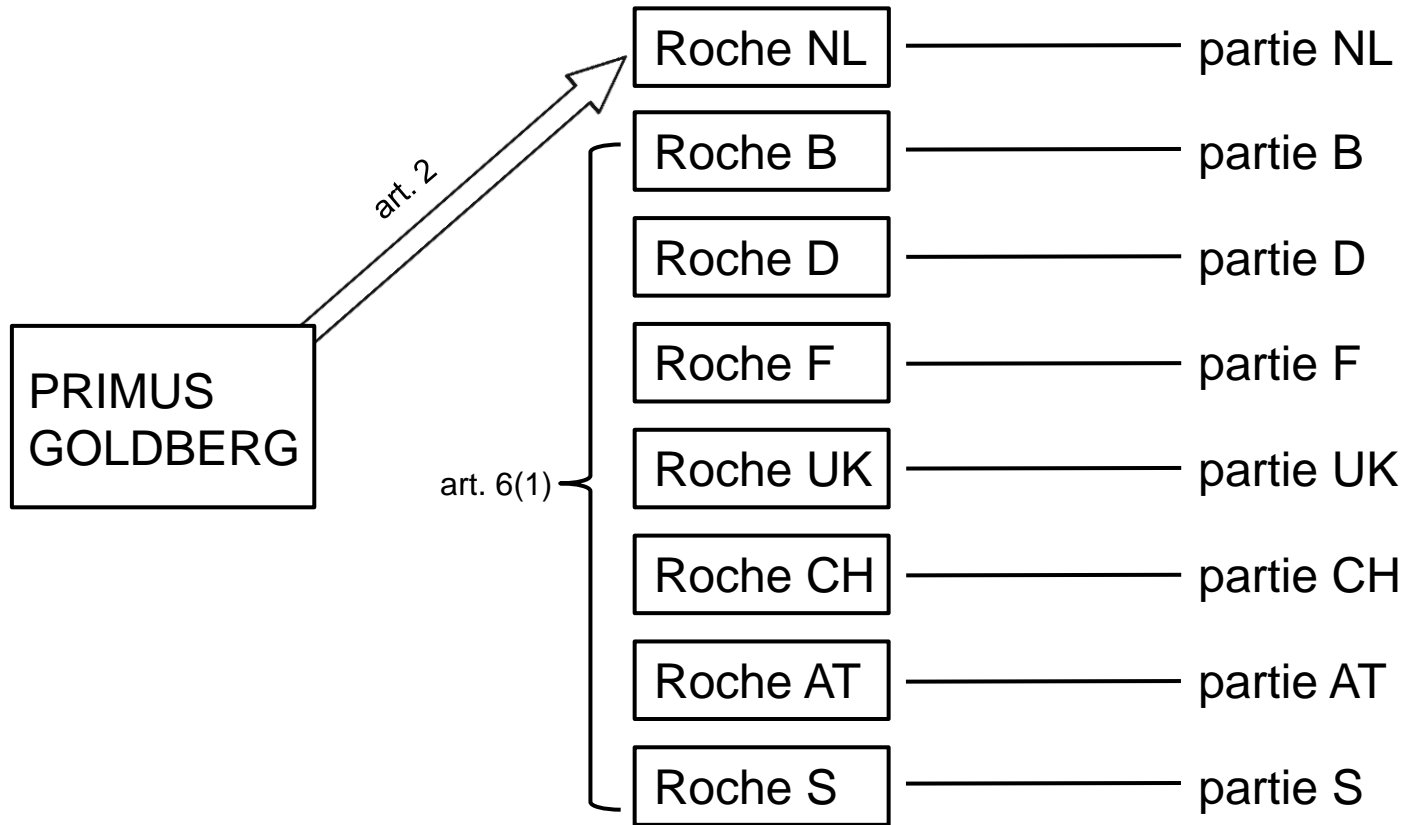 Roche NL partie NL
Roche B partie B
art. 2
Roche D partie D
PRIMUS
GOLDBERG
Roche F partie F
art. 6(1)
Roche UK partie UK
Roche CH partie CH
Roche AT partie AT
Roche S partie S